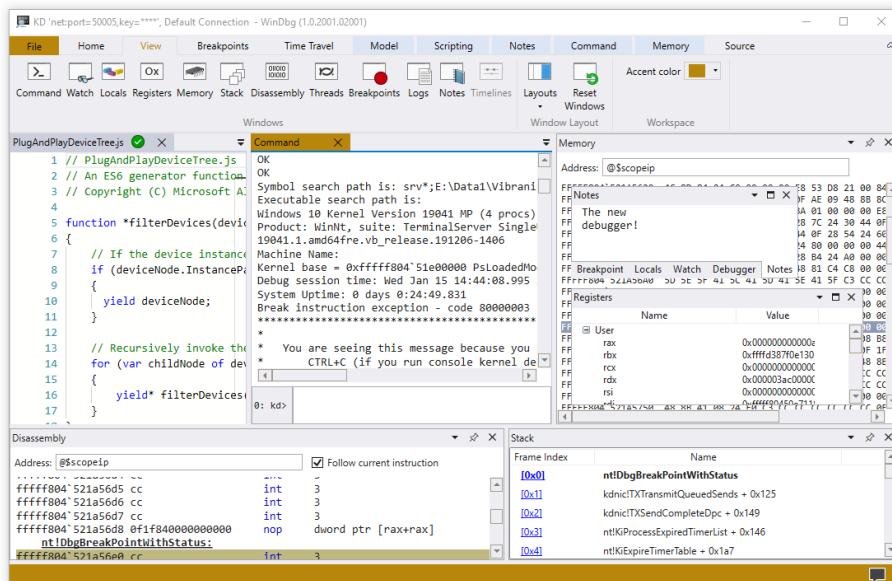 KD 'net:port=50005,key=****', Default Connection - WinDbg (1.0.2001.02001)
File Home View Breakpoints Time Travel Model Scripting Notes Command Memory Source
Command Watch Locals Registers Memory Stack Disassembly Threads Breakpoints Logs Notes Timelines Layouts Reset Windows Accent color
Windows Window Layout Workspace
PlugAndPlayDeviceTree.js
1 // PlugAndPlayDeviceTree.js
2 // An ES6 generator function
3 // Copyright (C) Microsoft
4
5 function *filterDevices(devic
6 {
7 // If the device instance
8 if (deviceNode.InstancePa
9 {
10 yield deviceNode;
11 }
12
13 // Recursively invoke the
14 for (var childNode of dev
15 {
16 yield* filterDevices(
17 }
Command
OK
OK
Symbol search path is: srv*;E:\Data1\Vibrani
Executable search path is:
Windows 10 Kernel Version 19041 MP (4 procs)
Product: WinNt, suite: TerminalServer Single
19041.1.amd64fre.vb_release.191206-1406
Machine Name:
Kernel base = 0xfffff804`51e00000 PsLoadedMo
Debug session time: Wed Jan 15 14:44:08.995
System Uptime: 0 days 0:24:49.831
Break instruction exception - code 80000003
********************************************
*
* You are seeing this message because you
* CTRL+C (if you run console kernel de
0: kd>
Memory
Address: @$scopeip
Notes
The new
debugger!
Breakpoint Locals Watch Debugger Notes
Registers
Name Value
User
rax 0x000000000000a
rbx 0xffffd387f0e130
rcx 0x0000000000000
rdx 0x000003ac00000
rsi 0x0000000000000
Disassembly
Address: @$scopeip Follow current instruction
fffff804`521a56d5 cc int 3
fffff804`521a56d6 cc int 3
fffff804`521a56d7 cc int 3
fffff804`521a56d8 0f1f840000000000 nop dword ptr [rax+rax]
nt!DbgBreakPointWithStatus:
fffff804`521a56e0 cc int 3
Stack
Frame Index Name
[0x0] nt!DbgBreakPointWithStatus
[0x1] kdnic!TXTransmitQueuedSends + 0x125
[0x2] kdnic!TXSendCompleteDpc + 0x149
[0x3] nt!KiProcessExpiredTimerList + 0x146
[0x4] nt!KiExpireTimerTable + 0x1a7